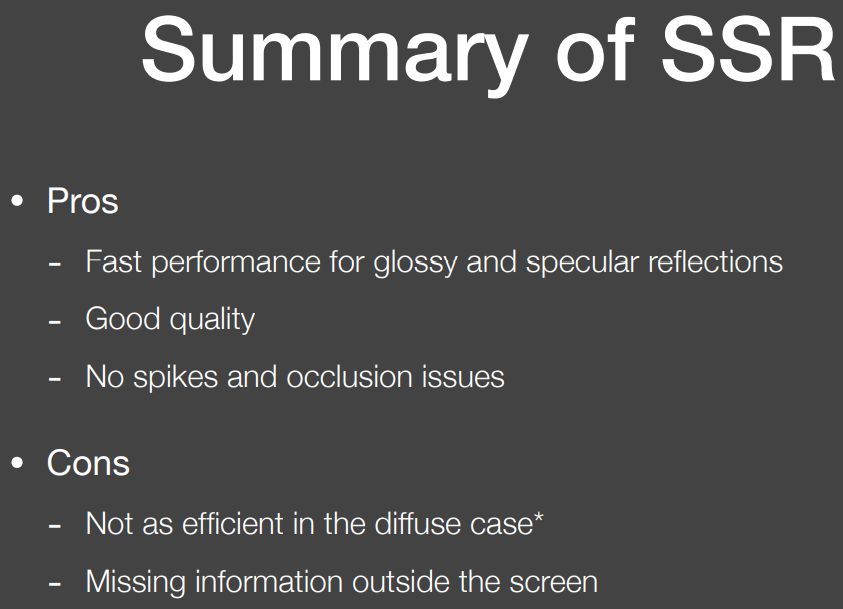 Summary of SSR
• Pros
- Fast performance for glossy and specular reflections
- Good quality
- No spikes and occlusion issues
• Cons
- Not as efficient in the diffuse case*
- Missing information outside the screen